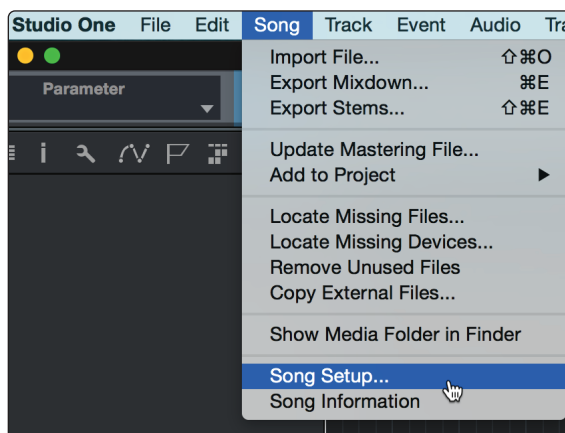 Studio One File Edit Song Track Event Audio
Parameter
Import File... ⇧⌘O
Export Mixdown... ⌘E
Export Stems... ⇧⌘E
Update Mastering File...
Add to Project
Locate Missing Files...
Locate Missing Devices...
Remove Unused Files
Copy External Files...
Show Media Folder in Finder
Song Setup...
Song Information